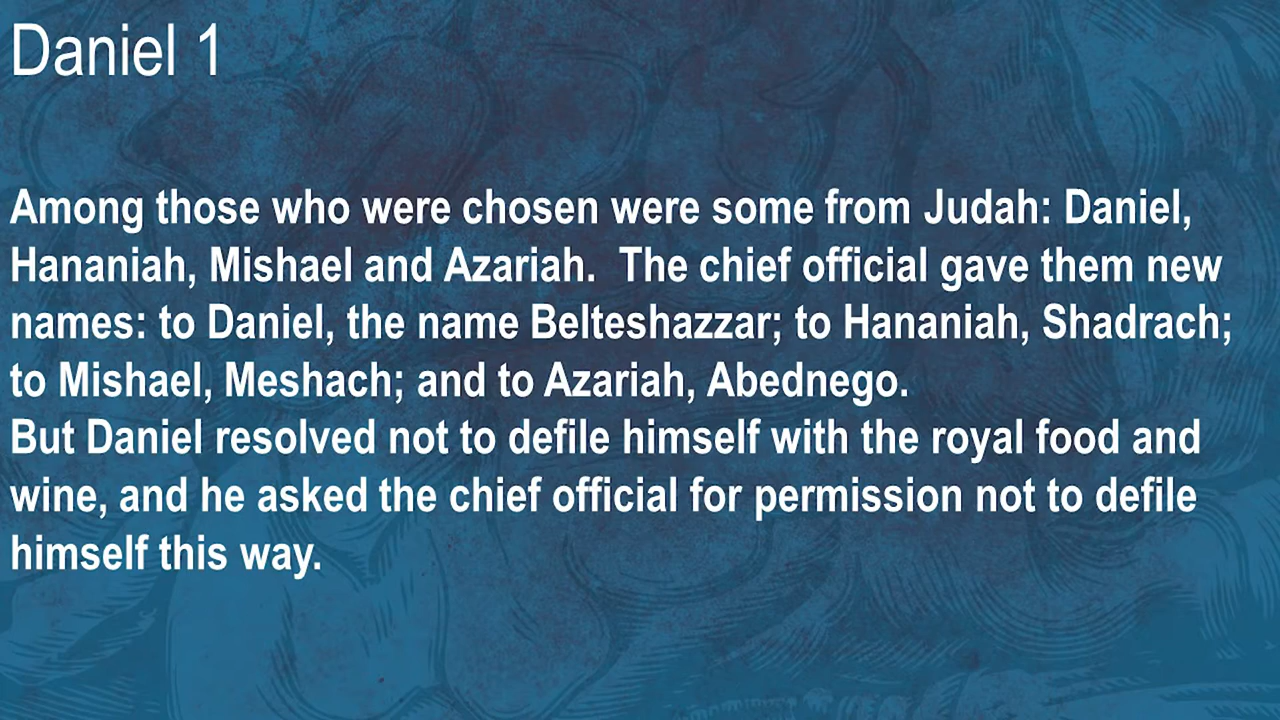 Daniel 1
Among those who were chosen were some from Judah: Daniel,
Hananiah, Mishael and Azariah.  The chief official gave them new
names: to Daniel, the name Belteshazzar; to Hananiah, Shadrach;
to Mishael, Meshach; and to Azariah, Abednego.
But Daniel resolved not to defile himself with the royal food and
wine, and he asked the chief official for permission not to defile
himself this way.